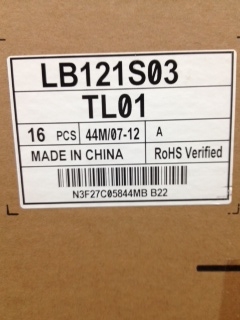 LB121S03
TL01
16 PCS 44M/07-12 A
MADE IN CHINA RoHS Verified
N3F27C05844MB B22